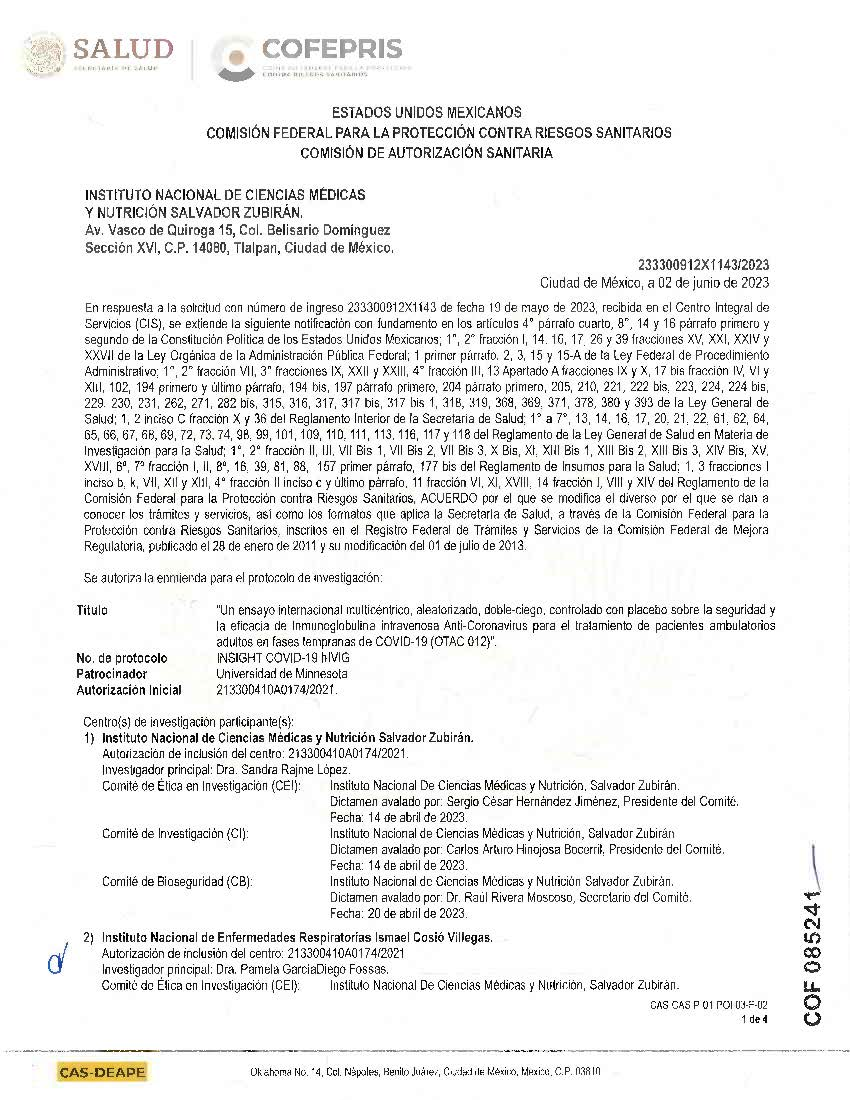 SALUD
SECRETARÍA DE SALUD
COFEPRIS
COMISIÓN FEDERAL PARA LA PROTECCIÓN
CONTRA RIESGOS SANITARIOS
ESTADOS UNIDOS MEXICANOS
COMISIÓN FEDERAL PARA LA PROTECCIÓN CONTRA RIESGOS SANITARIOS
COMISIÓN DE AUTORIZACIÓN SANITARIA
INSTITUTO NACIONAL DE CIENCIAS MÉDICAS
Y NUTRICIÓN SALVADOR ZUBIRÁN.
Av. Vasco de Quiroga 15, Col. Belisario Domínguez
Sección XVI, C.P. 14080, Tlalpan, Ciudad de México.
233300912X1143/2023
Ciudad de México, a 02 de junio de 2023
En respuesta a la solicitud con número de ingreso 233300912X1143 de fecha 19 de mayo de 2023, recibida en el Centro Integral de
Servicios (CIS), se extiende la siguiente notificación con fundamento en los artículos 4° párrafo cuarto, 8°, 14 y 16 párrafo primero y
segundo de la Constitución Política de los Estados Unidos Mexicanos; 1°, 2° fracción I, 14, 16, 17, 26 y 39 fracciones XV, XXI, XXIV y
XXVII de la Ley Orgánica de la Administración Pública Federal; 1 primer párrafo, 2, 3, 15 y 15-A de la Ley Federal de Procedimiento
Administrativo; 1°, 2° fracción VII, 3° fracciones IX, XXII y XXIII, 4° fracción III, 13 Apartado A fracciones IX y X, 17 bis fracción IV, VI y
XIII, 102, 194 primero y último párrafo, 194 bis, 197 párrafo primero, 204 párrafo primero, 205, 210, 221, 222 bis, 223, 224, 224 bis,
229, 230, 231, 262, 271, 282 bis, 315, 316, 317, 317 bis, 317 bis 1, 318, 319, 368, 369, 371, 378, 380 y 393 de la Ley General de
Salud; 1, 2 inciso C fracción X y 36 del Reglamento Interior de la Secretaría de Salud; 1° a 7°, 13, 14, 16, 17, 20, 21, 22, 61, 62, 64,
65, 66, 67, 68, 69, 72, 73, 74, 98, 99, 101, 109, 110, 111, 113, 116, 117 y 118 del Reglamento de la Ley General de Salud en Materia de
Investigación para la Salud; 1°, 2° fracción II, III, VII Bis 1, VII Bis 2, VII Bis 3, X Bis, XI, XIII Bis 1, XIII Bis 2, XIII Bis 3, XIV Bis, XV,
XVIII, 6°, 7° fracción I, II, 8°, 16, 39, 81, 88, 157 primer párrafo, 177 bis del Reglamento de Insumos para la Salud; 1, 3 fracciones I
inciso b, k, VII, XII y XIII, 4° fracción II inciso c y último párrafo, 11 fracción VI, XI, XVIII, 14 fracción I, VIII y XIV del Reglamento de la
Comisión Federal para la Protección contra Riesgos Sanitarios, ACUERDO por el que se modifica el diverso por el que se dan a
conocer los trámites y servicios, así como los formatos que aplica la Secretaría de Salud, a través de la Comisión Federal para la
Protección contra Riesgos Sanitarios, inscritos en el Registro Federal de Trámites y Servicios de la Comisión Federal de Mejora
Regulatoria, publicado el 28 de enero de 2011 y su modificación del 01 de julio de 2013.
Se autoriza la enmienda para el protocolo de investigación:
Título "Un ensayo internacional multicéntrico, aleatorizado, doble-ciego, controlado con placebo sobre la seguridad y
la eficacia de Inmunoglobulina intravenosa Anti-Coronavirus para el tratamiento de pacientes ambulatorios
adultos en fases tempranas de COVID-19 (OTAC 012)".
No. de protocolo INSIGHT COVID-19 hIVIG
Patrocinador Universidad de Minnesota
Autorización Inicial 213300410A0174/2021.
Centro(s) de investigación participante(s):
1) Instituto Nacional de Ciencias Médicas y Nutrición Salvador Zubirán.
Autorización de inclusión del centro: 213300410A0174/2021.
Investigador principal: Dra. Sandra Rajme López.
Comité de Ética en Investigación (CEI): Instituto Nacional De Ciencias Médicas y Nutrición, Salvador Zubirán.
Dictamen avalado por: Sergio César Hernández Jiménez, Presidente del Comité.
Fecha: 14 de abril de 2023.
Comité de Investigación (CI): Instituto Nacional de Ciencias Médicas y Nutrición, Salvador Zubirán
Dictamen avalado por: Carlos Arturo Hinojosa Becerril, Presidente del Comité.
Fecha: 14 de abril de 2023.
Comité de Bioseguridad (CB): Instituto Nacional de Ciencias Médicas y Nutrición Salvador Zubirán.
Dictamen avalado por: Dr. Raúl Rivera Moscoso, Secretario del Comité.
Fecha: 20 de abril de 2023.
2) Instituto Nacional de Enfermedades Respiratorías Ismael Cosió Villegas.
Autorización de inclusión del centro: 213300410A0174/2021
Investigador principal: Dra. Pamela GarciaDiego Fossas.
Comité de Ética en Investigación (CEI): Instituto Nacional De Ciencias Médicas y Nutrición, Salvador Zubirán.
CAS-CAS-P-01-POI-03-F-02
1 de 4
COF 085241
CAS-DEAPE
Oklahoma No. 14, Col. Nápoles, Benito Juárez, Ciudad de México, México, C.P. 03810